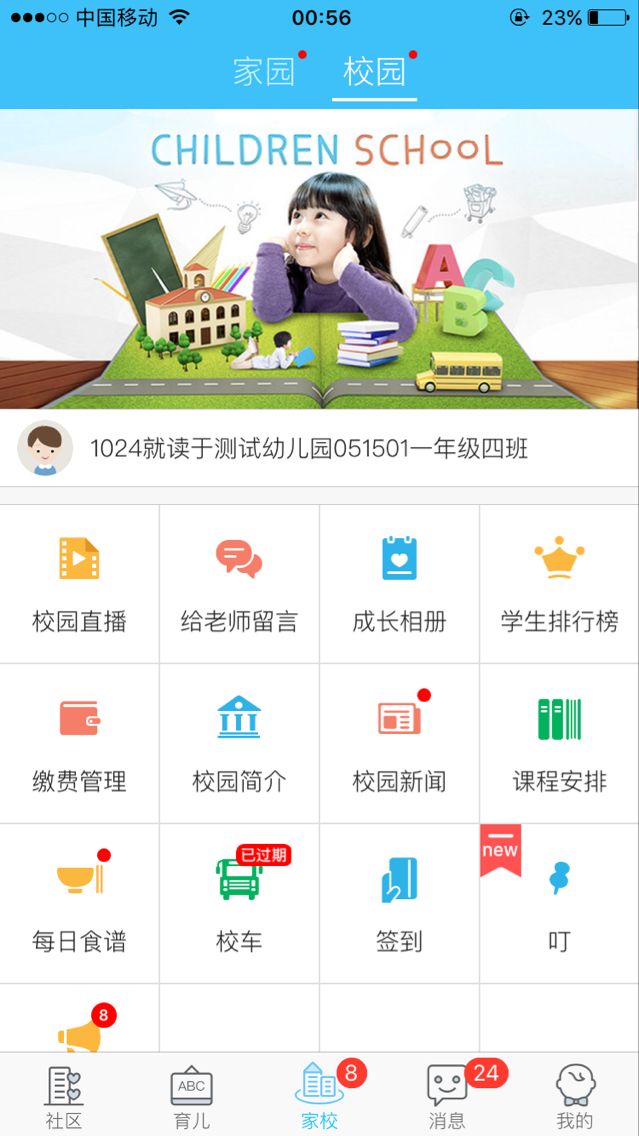 中国移动 00:56 23%
家园 校园
CHILDREN SCHOOL
A B C
1024就读于测试幼儿园051501一年级四班
校园直播 给老师留言 成长相册 学生排行榜
缴费管理 校园简介 校园新闻 课程安排
已过期 new
每日食谱 校车 签到 叮
8
ABC 8 24
社区 育儿 家校 消息 我的